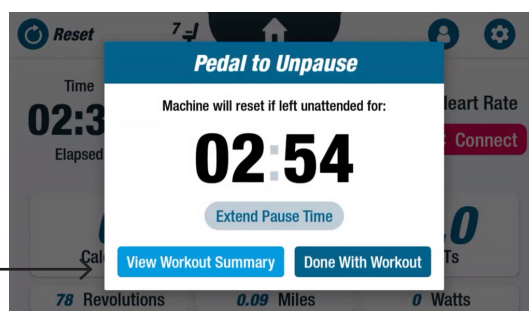 Reset
7
Pedal to Unpause
Machine will reset if left unattended for:
02:54
Extend Pause Time
View Workout Summary
Done With Workout
Time
02:3
Elapsed
Heart Rate
Connect
78 Revolutions
0.09 Miles
0 Watts